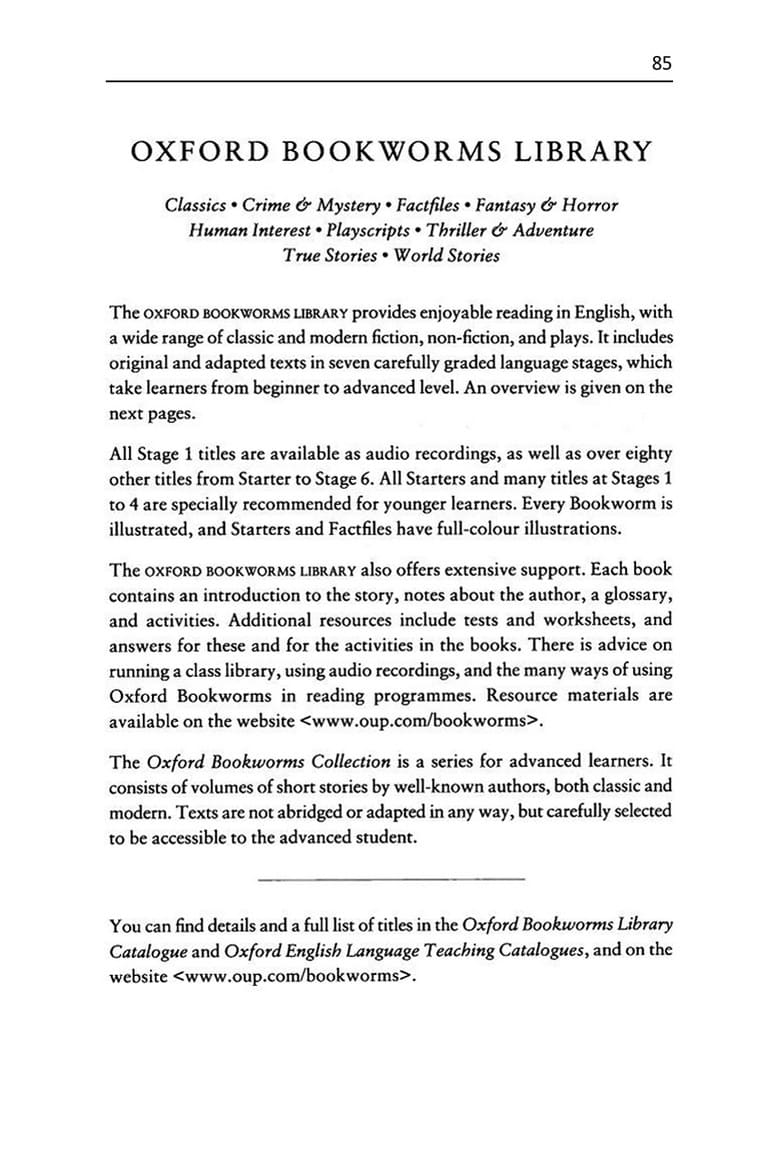 85
OXFORD BOOKWORMS LIBRARY
Classics • Crime & Mystery • Factfiles • Fantasy & Horror
Human Interest • Playscripts • Thriller & Adventure
True Stories • World Stories
The OXFORD BOOKWORMS LIBRARY provides enjoyable reading in English, with
a wide range of classic and modern fiction, non-fiction, and plays. It includes
original and adapted texts in seven carefully graded language stages, which
take learners from beginner to advanced level. An overview is given on the
next pages.
All Stage 1 titles are available as audio recordings, as well as over eighty
other titles from Starter to Stage 6. All Starters and many titles at Stages 1
to 4 are specially recommended for younger learners. Every Bookworm is
illustrated, and Starters and Factfiles have full-colour illustrations.
The OXFORD BOOKWORMS LIBRARY also offers extensive support. Each book
contains an introduction to the story, notes about the author, a glossary,
and activities. Additional resources include tests and worksheets, and
answers for these and for the activities in the books. There is advice on
running a class library, using audio recordings, and the many ways of using
Oxford Bookworms in reading programmes. Resource materials are
available on the website <www.oup.com/bookworms>.
The Oxford Bookworms Collection is a series for advanced learners. It
consists of volumes of short stories by well-known authors, both classic and
modern. Texts are not abridged or adapted in any way, but carefully selected
to be accessible to the advanced student.
You can find details and a full list of titles in the Oxford Bookworms Library
Catalogue and Oxford English Language Teaching Catalogues, and on the
website <www.oup.com/bookworms>.